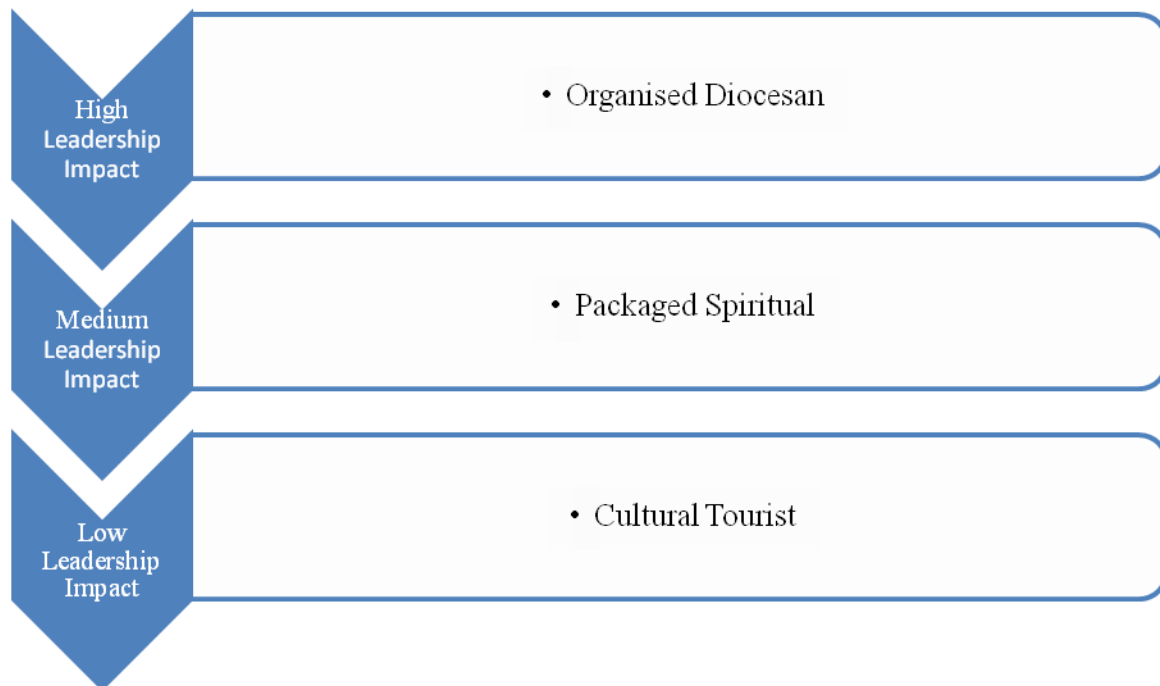 High
Leadership
Impact
• Organised Diocesan
Medium
Leadership
Impact
• Packaged Spiritual
Low
Leadership
Impact
• Cultural Tourist